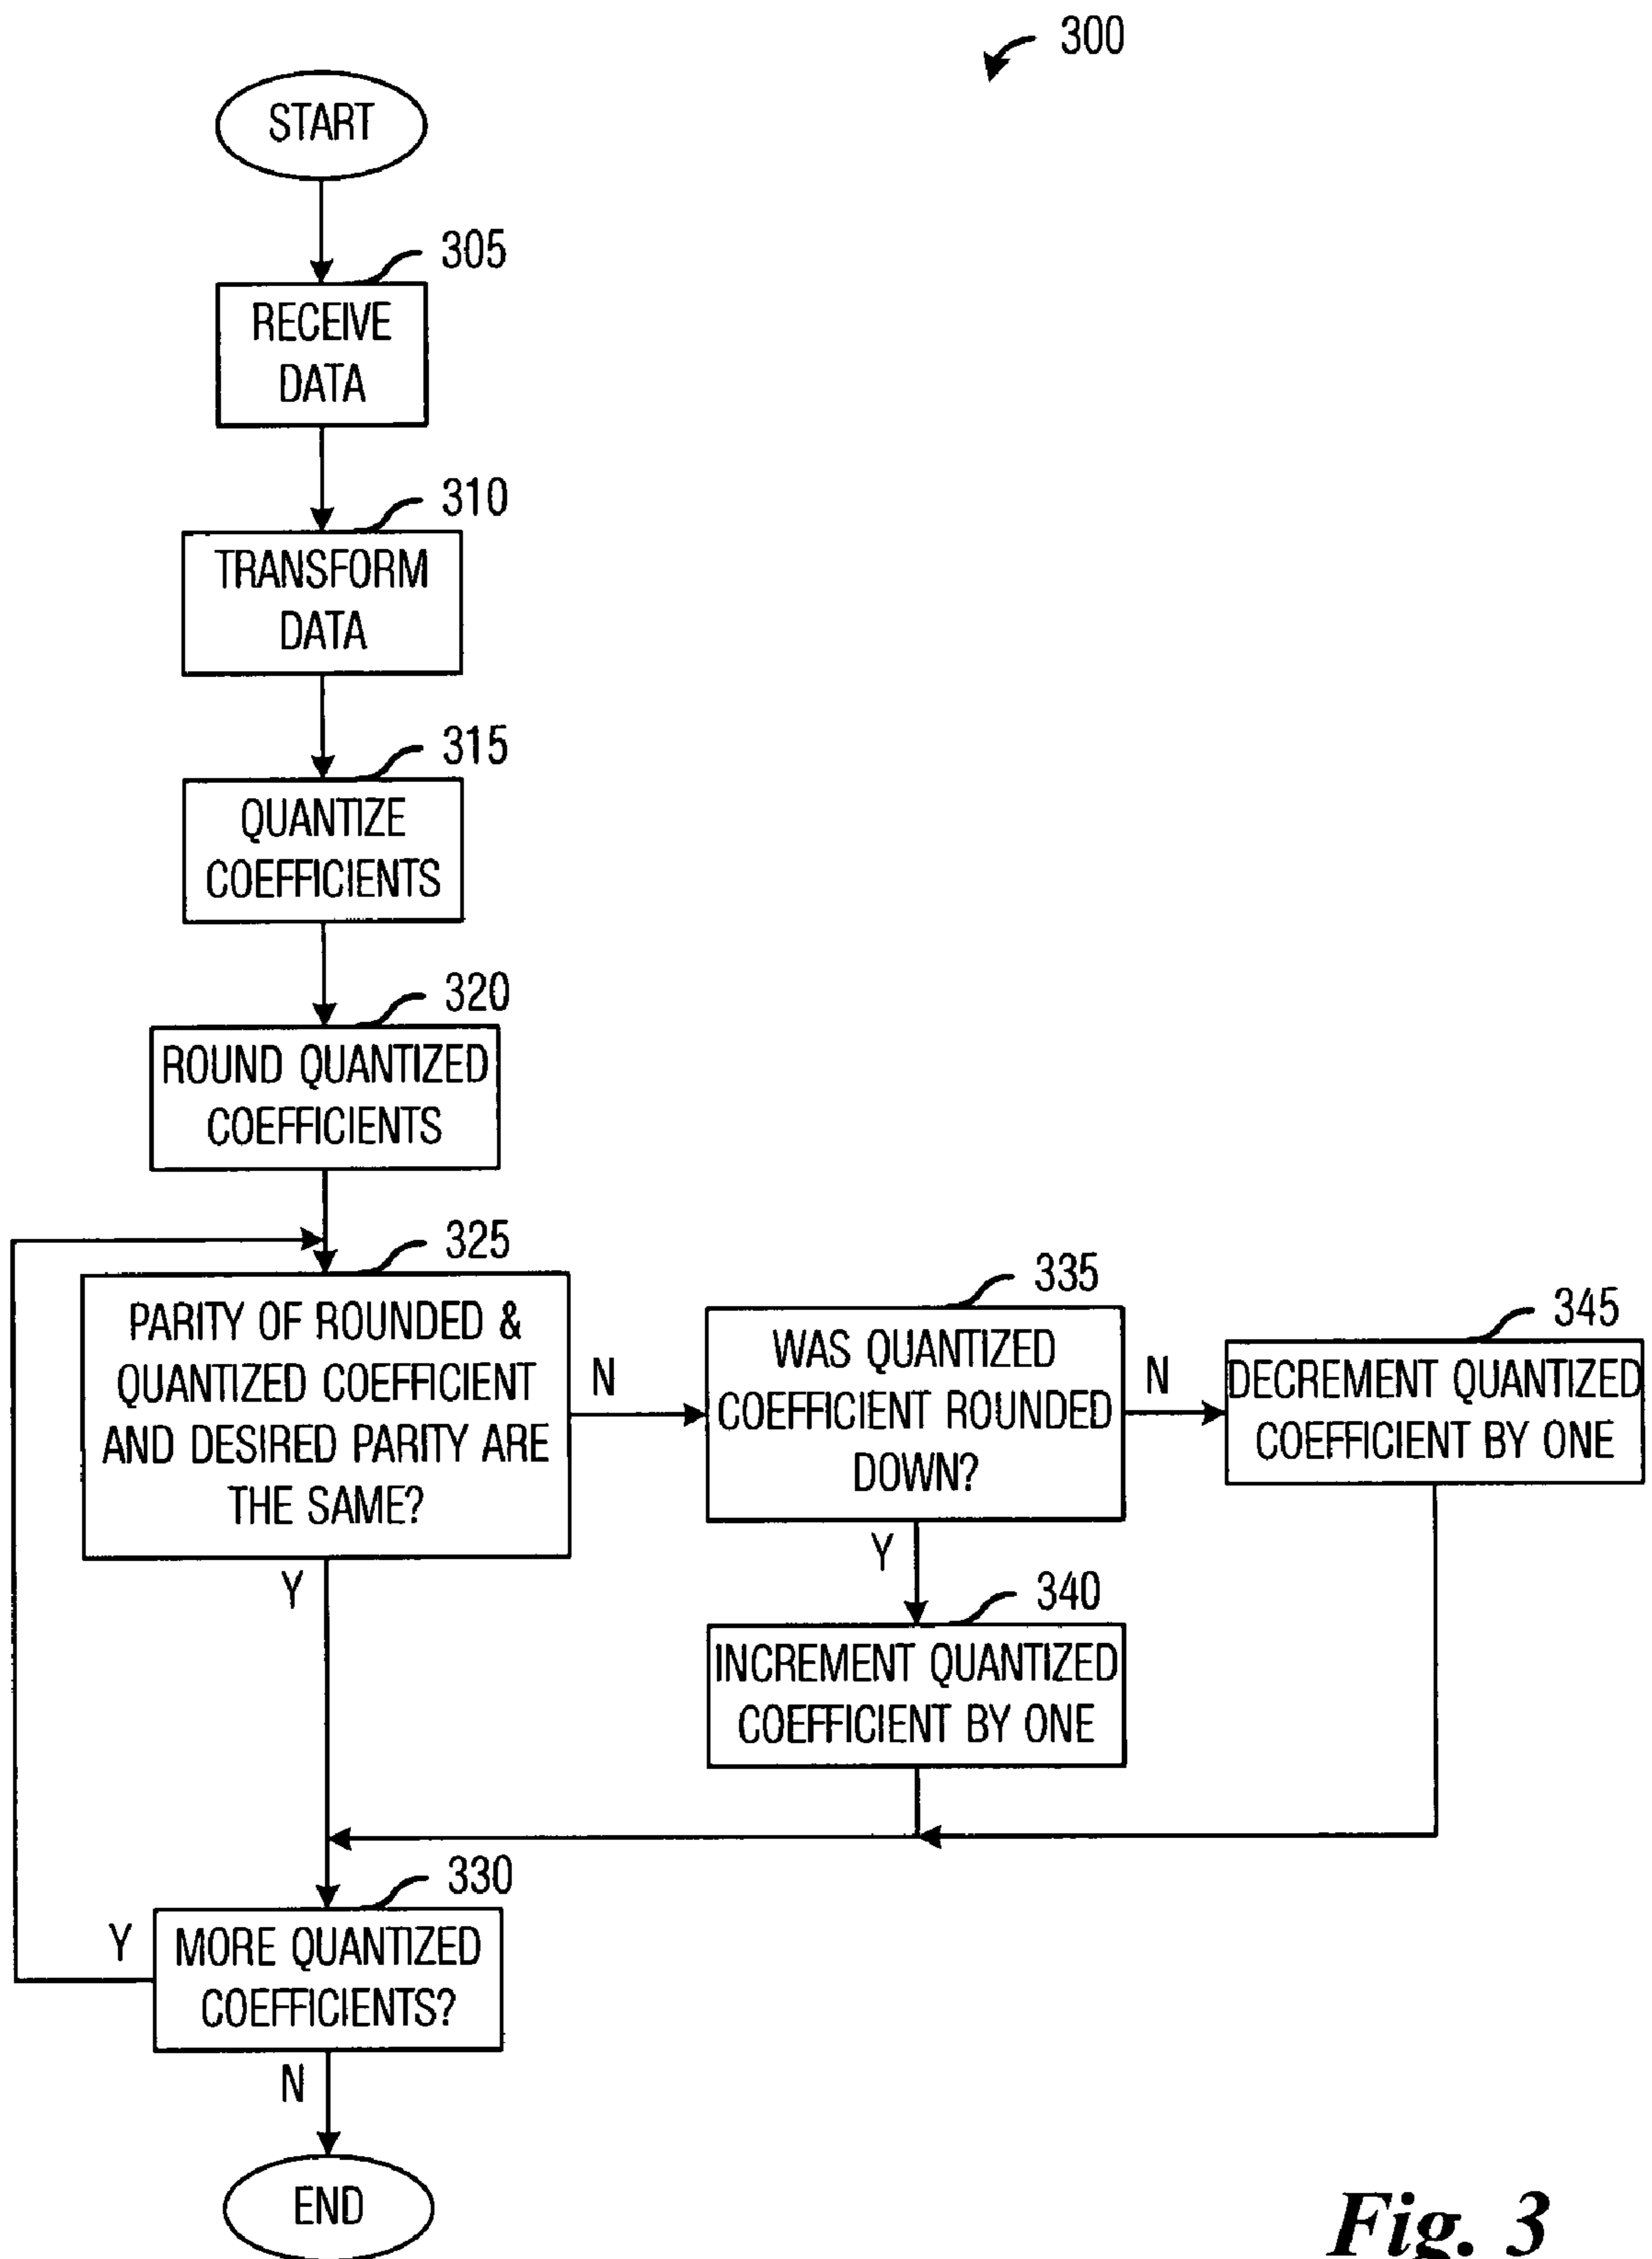 300
START
305
RECEIVE
DATA
310
TRANSFORM
DATA
315
QUANTIZE
COEFFICIENTS
320
ROUND QUANTIZED
COEFFICIENTS
325
PARITY OF ROUNDED &
QUANTIZED COEFFICIENT
AND DESIRED PARITY ARE
THE SAME?
N
Y
335
WAS QUANTIZED
COEFFICIENT ROUNDED
DOWN?
N
Y
345
DECREMENT QUANTIZED
COEFFICIENT BY ONE
340
INCREMENT QUANTIZED
COEFFICIENT BY ONE
330
MORE QUANTIZED
COEFFICIENTS?
Y
N
END
Fig. 3